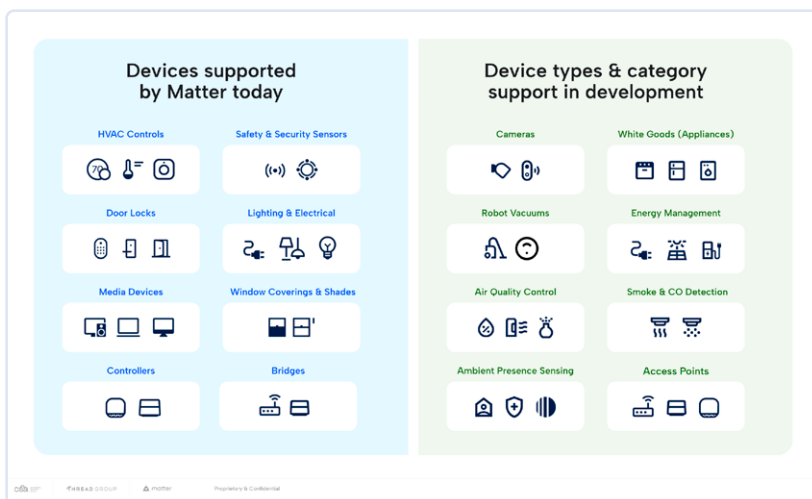 Devices supported
by Matter today
HVAC Controls
Safety & Security Sensors
70
Door Locks
Lighting & Electrical
Media Devices
Window Coverings & Shades
Controllers
Bridges
Device types & category
support in development
Cameras
White Goods (Appliances)
Robot Vacuums
Energy Management
Air Quality Control
Smoke & CO Detection
Ambient Presence Sensing
Access Points
THREAD GROUP
matter
Proprietary & Confidential